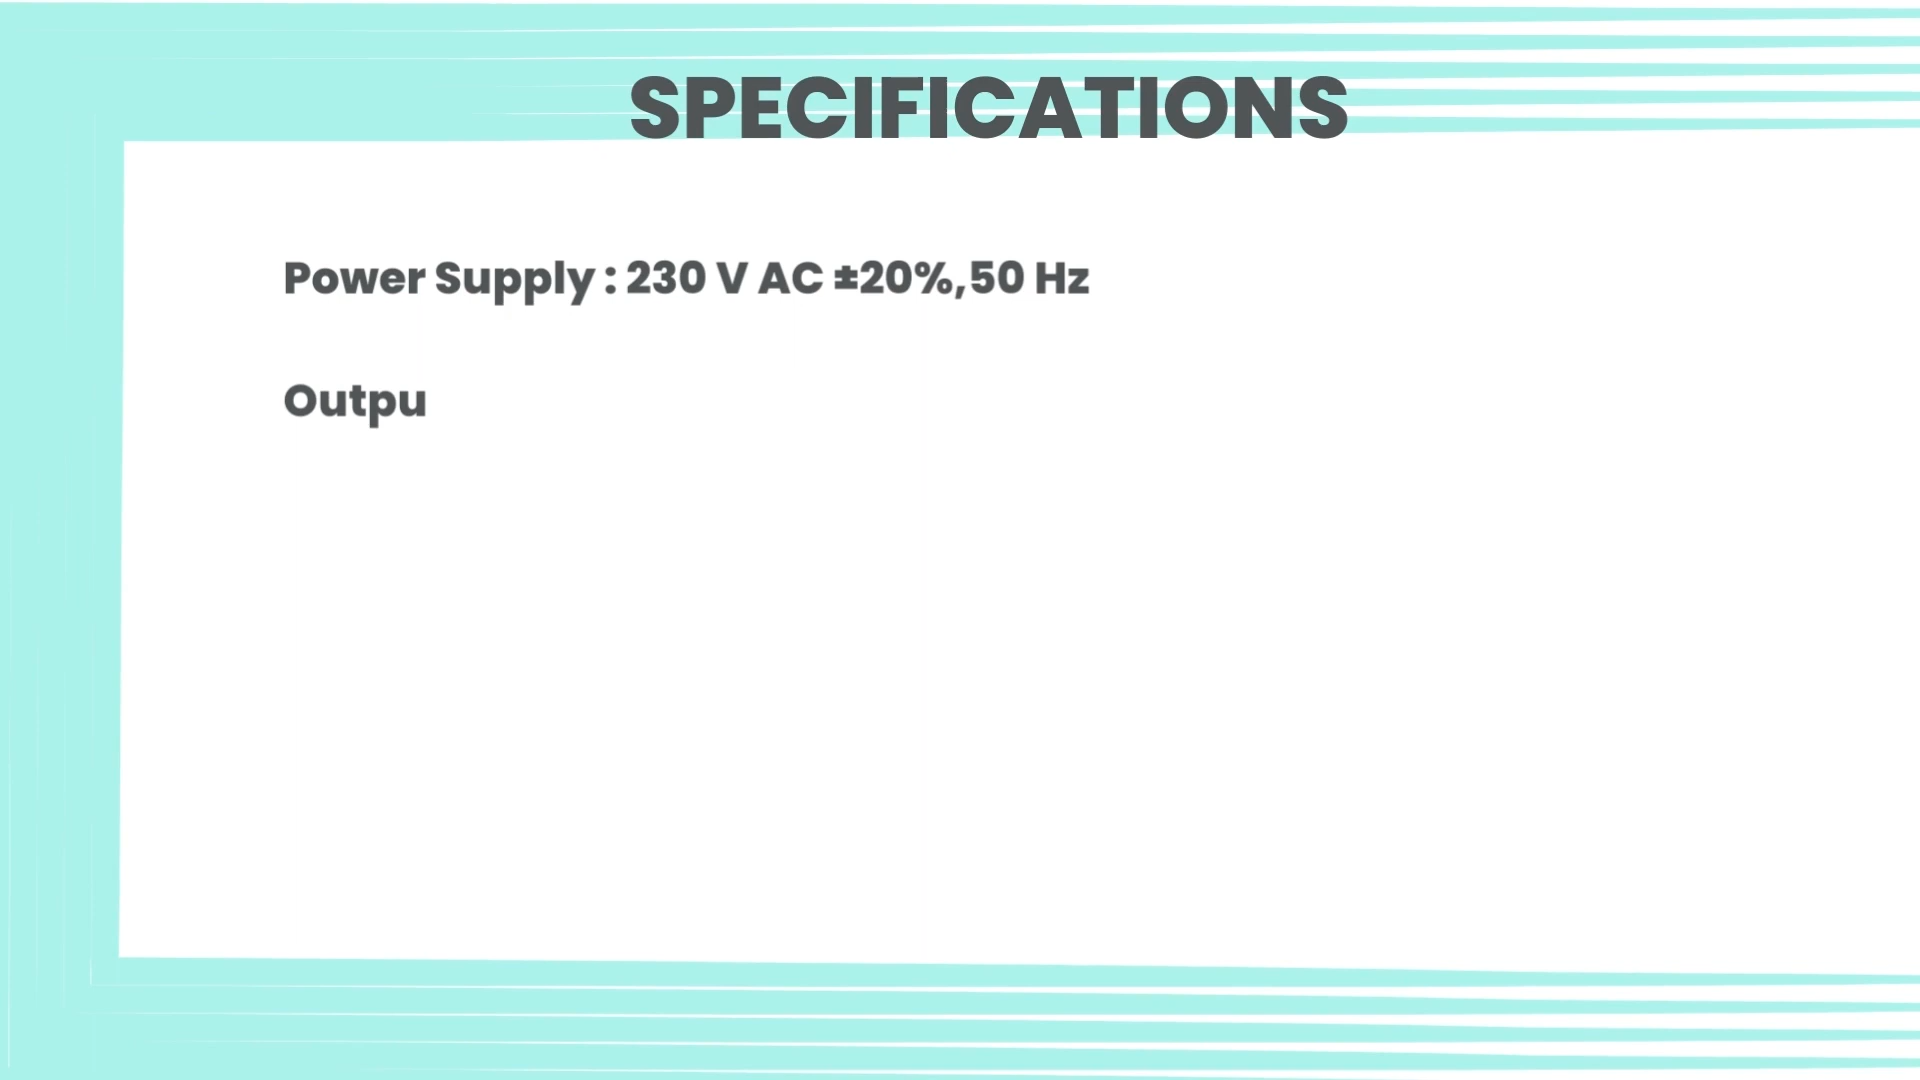 SPECIFICATIONS
Power Supply : 230 V AC ±20%,50 Hz
Outpu